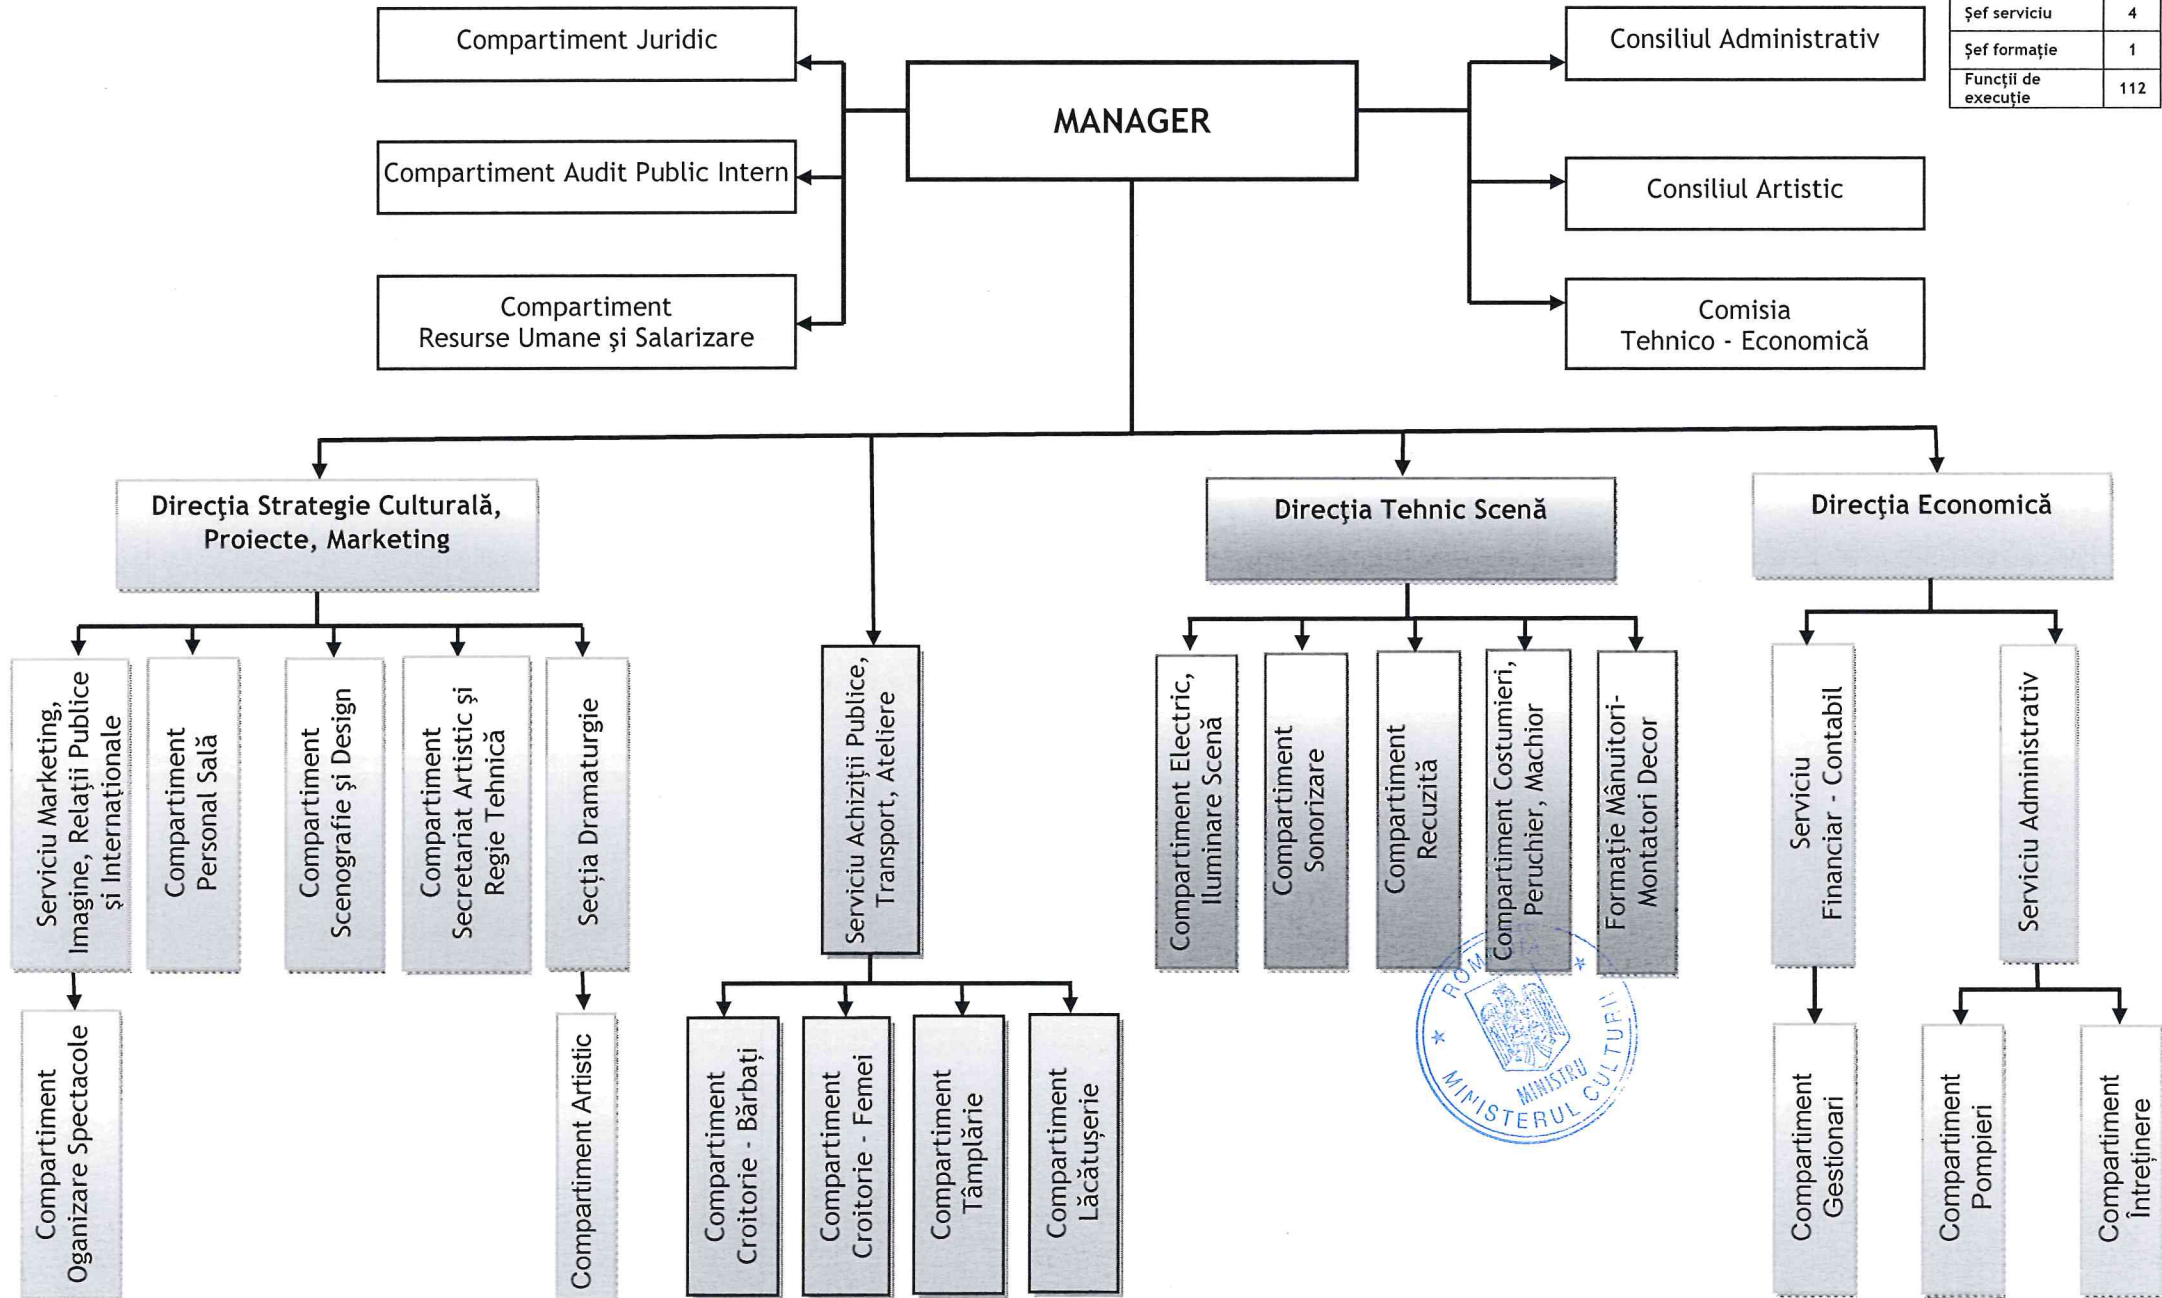 Compartiment Juridic
Compartiment Audit Public Intern
Compartiment
Resurse Umane şi Salarizare
MANAGER
Consiliul Administrativ
Consiliul Artistic
Comisia
Tehnico - Economică
Şef serviciu 4
Şef formaţie 1
Funcţii de
execuţie 112
Direcţia Strategie Culturală,
Proiecte, Marketing
Direcţia Tehnic Scenă
Direcţia Economică
Serviciu Marketing,
Imagine, Relaţii Publice
şi Internaţionale
Compartiment
Personal Sală
Compartiment
Scenografie şi Design
Compartiment
Secretariat Artistic şi
Regie Tehnică
Secţia Dramaturgie
Serviciu Achiziţii Publice,
Transport, Ateliere
Compartiment Electric,
Iluminare Scenă
Compartiment
Sonorizare
Compartiment
Recuzită
Compartiment Costumieri,
Peruchier, Machior
Formaţie Mânuitori-
Montatori Decor
Serviciu
Financiar - Contabil
Serviciu Administrativ
Compartiment
Oganizare Spectacole
Compartiment Artistic
Compartiment
Croitorie - Bărbaţi
Compartiment
Croitorie - Femei
Compartiment
Tâmplărie
Compartiment
Lăcătuşerie
Compartiment
Gestionari
Compartiment
Pompieri
Compartiment
Întreţinere
MINISTERUL CULTURII
MINISTRU